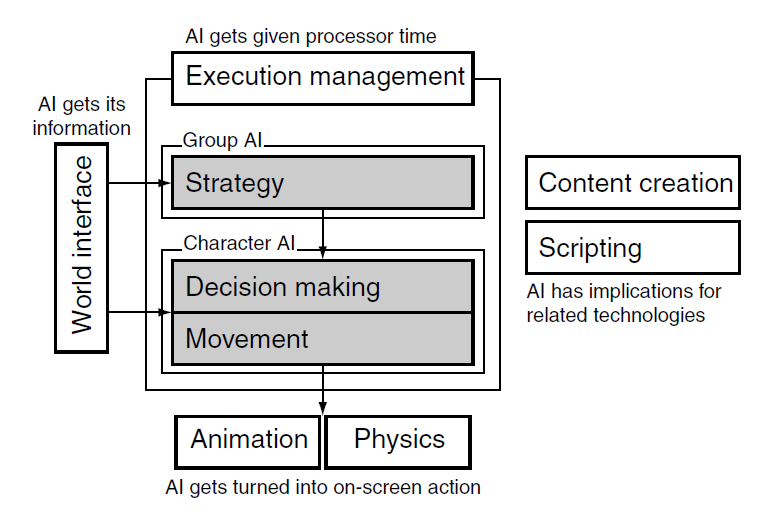 AI gets given processor time
Execution management
AI gets its
information
World interface
Group AI
Strategy
Character AI
Decision making
Movement
Animation
Physics
AI gets turned into on-screen action
Content creation
Scripting
AI has implications for
related technologies